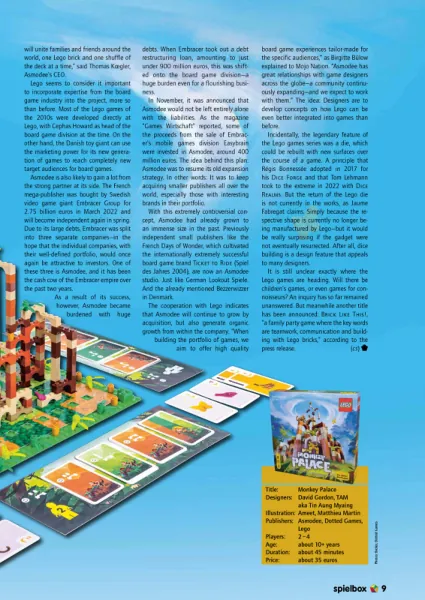 will unite families and friends around the
world, one Lego brick and one shuffle of
the deck at a time," said Thomas Kœgler,
Asmodee's CEO.
Lego seems to consider it important
to incorporate expertise from the board
game industry into the project, more so
than before. Most of the Lego games of
the 2010s were developed directly at
Lego, with Cephas Howard as head of the
board game division at the time. On the
other hand, the Danish toy giant can use
the marketing power for its new genera-
tion of games to reach completely new
target audiences for board games.
Asmodee is also likely to gain a lot from
the strong partner at its side. The French
mega-publisher was bought by Swedish
video game giant Embracer Group for
2.75 billion euros in March 2022 and
will become independent again in spring.
Due to its large debts, Embracer was split
into three separate companies—in the
hope that the individual companies, with
their well-defined portfolio, would once
again be attractive to investors. One of
these three is Asmodee, and it has been
the cash cow of the Embracer empire over
the past two years.
As a result of its success,
however, Asmodee became
burdened with huge
debts. When Embracer took out a debt
restructuring loan, amounting to just
under 900 million euros, this was shift-
ed onto the board game division—a
huge burden even for a flourishing busi-
ness.
In November, it was announced that
Asmodee would not be left entirely alone
with the liabilities. As the magazine
"Games Wirtschaft" reported, some of
the proceeds from the sale of Embrac-
er's mobile games division Easybrain
were invested in Asmodee, around 400
million euros. The idea behind this plan:
Asmodee was to resume its old expansion
strategy, in other words: It was to keep
acquiring smaller publishers all over the
world, especially those with interesting
brands in their portfolio.
With this extremely controversial con-
cept, Asmodee had already grown to
an immense size in the past. Previously
independent small publishers like the
French Days of Wonder, which cultivated
the internationally extremely successful
board game brand Ticket to Ride (Spiel
des Jahres 2004), are now an Asmodee
studio. Just like German Lookout Spiele.
And the already mentioned Bezzerwizzer
in Denmark.
The cooperation with Lego indicates
that Asmodee will continue to grow by
acquisition, but also generate organic
growth from within the company. "When
building the portfolio of games, we
aim to offer high quality
board game experiences tailor-made for
the specific audiences," as Birgitte Bülow
explained to Mojo Nation. "Asmodee has
great relationships with game designers
across the globe—a community continu-
ously expanding—and we expect to work
with them." The idea: Designers are to
develop concepts on how Lego can be
even better integrated into games than
before.
Incidentally, the legendary feature of
the Lego games series was a die, which
could be rebuilt with new surfaces over
the course of a game. A principle that
Régis Bonnessée adopted in 2017 for
his Dice Forge and that Tom Lehmann
took to the extreme in 2022 with Dice
Realms. But the return of the Lego die
is not currently in the works, as Jaume
Fabregat claims. Simply because the re-
spective shape is currently no longer be-
ing manufactured by Lego—but it would
be really surprising if the gadget were
not eventually resurrected. After all, dice
building is a design feature that appeals
to many designers.
It is still unclear exactly where the
Lego games are heading. Will there be
children's games, or even games for con-
noisseurs? An inquiry has so far remained
unanswered. But meanwhile another title
has been announced: Brick Like This!,
"a family party game where the key words
are teamwork, communication and build-
ing with Lego bricks," according to the
press release. (cl)
LEGO
MONKEY
PALACE
Title: Monkey Palace
Designers: David Gordon, TAM
aka Tin Aung Myaing
Illustration: Ameet, Matthieu Martin
Publishers: Asmodee, Dotted Games,
Lego
Players: 2–4
Age: about 10+ years
Duration: about 45 minutes
Price: about 35 euros
spielbox 9